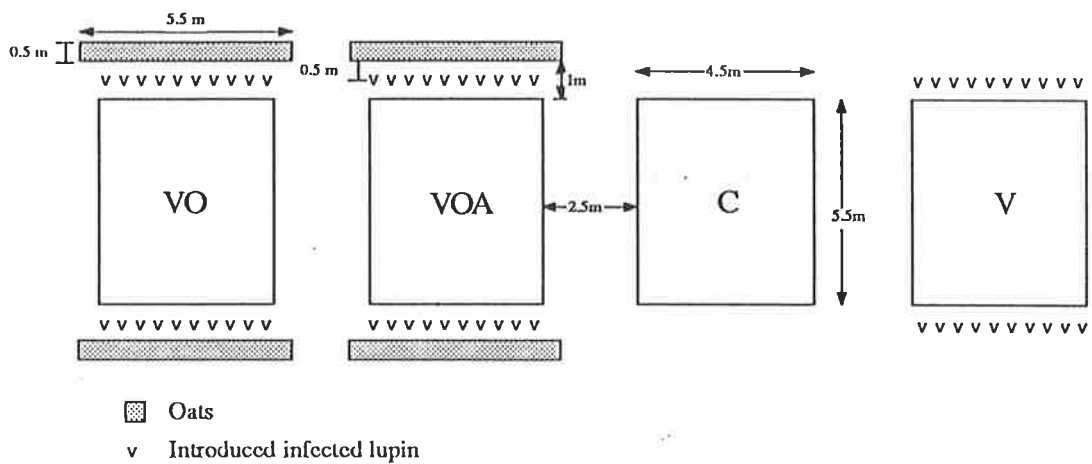 5.5 m
0.5 m
0.5 m
1m
4.5m
v v v v v v v v v v
v v v v v v v v v v
v v v v v v v v v v
VO
VOA
2.5m
C
5.5m
V
v v v v v v v v v v
v v v v v v v v v v
v v v v v v v v v v
Oats
v Introduced infected lupin